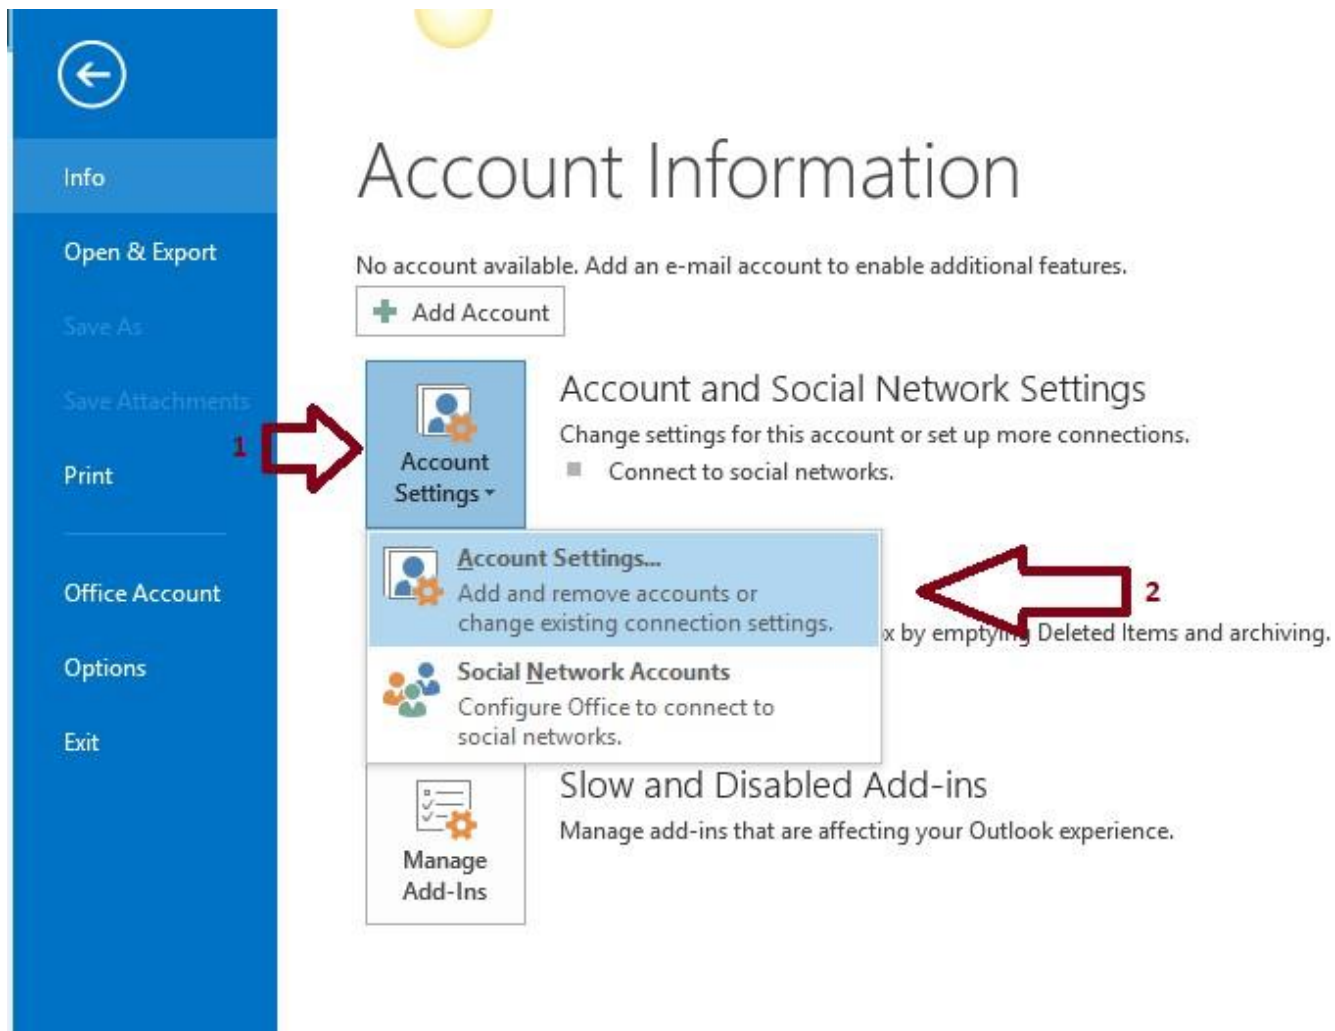 Info
Open & Export
Save As
Save Attachments
Print
Office Account
Options
Exit
Account Information
No account available. Add an e-mail account to enable additional features.
Add Account
1
Account
Settings
Account and Social Network Settings
Change settings for this account or set up more connections.
Connect to social networks.
Account Settings...
Add and remove accounts or
change existing connection settings.
2
x by emptying Deleted Items and archiving.
Social Network Accounts
Configure Office to connect to
social networks.
Manage
Add-Ins
Slow and Disabled Add-ins
Manage add-ins that are affecting your Outlook experience.